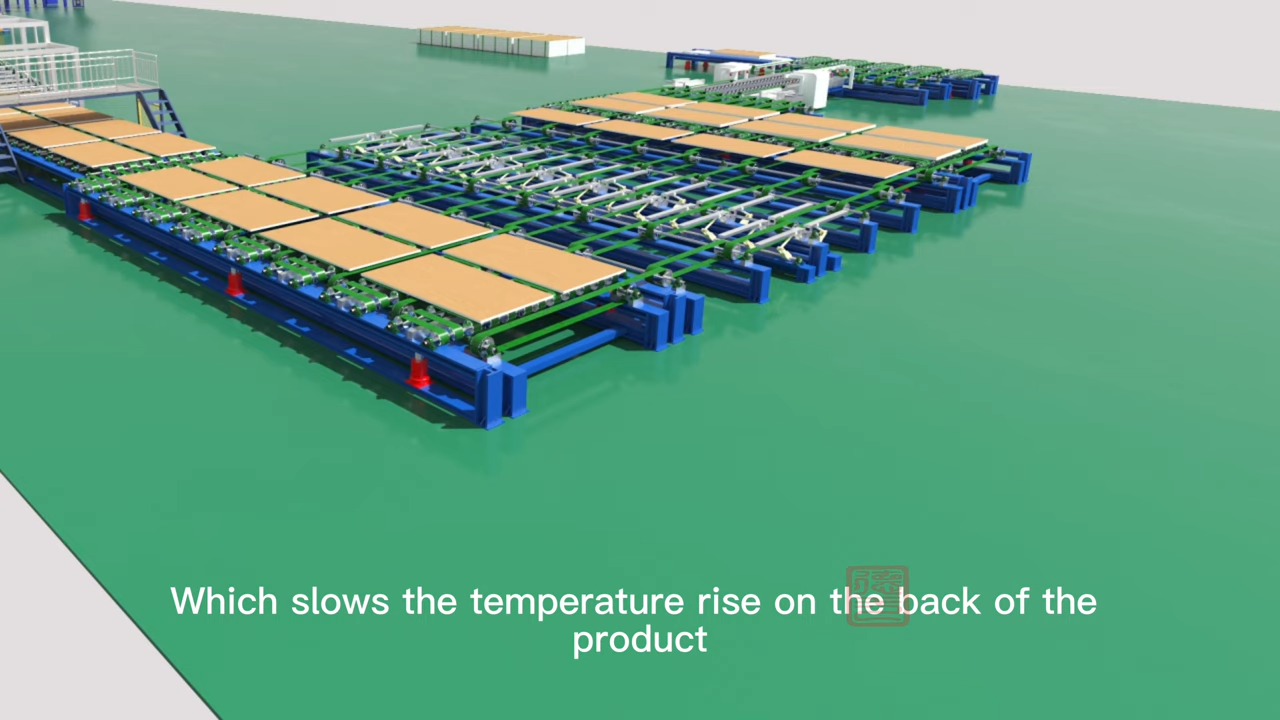 Which slows the temperature rise on the back of the
product